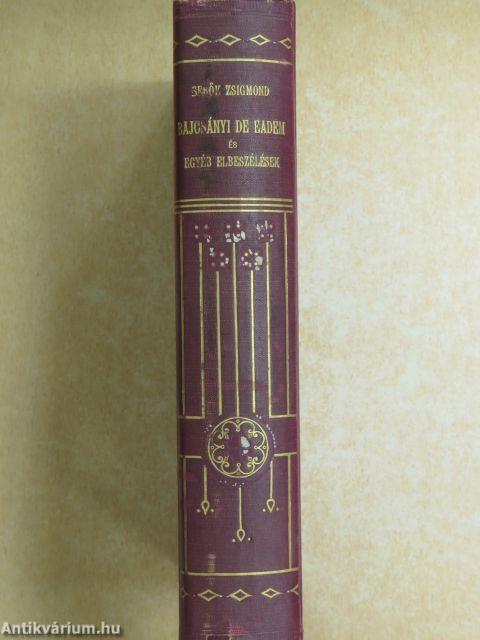 SEBŐK ZSIGMOND
BAJCSÁNYI DE EADEM
ÉS
EGYÉB ELBESZÉLÉSEK
Antikvárium.hu